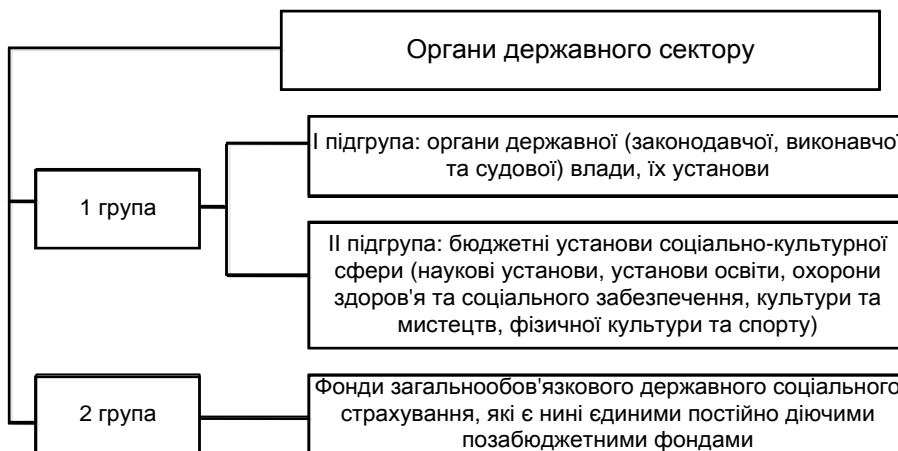 Органи державного сектору
І підгрупа: органи державної (законодавчої, виконавчої
та судової) влади, їх установи
1 група
ІІ підгрупа: бюджетні установи соціально-культурної
сфери (наукові установи, установи освіти, охорони
здоров'я та соціального забезпечення, культури та
мистецтв, фізичної культури та спорту)
2 група
Фонди загальнообов'язкового державного соціального
страхування, які є нині єдиними постійно діючими
позабюджетними фондами